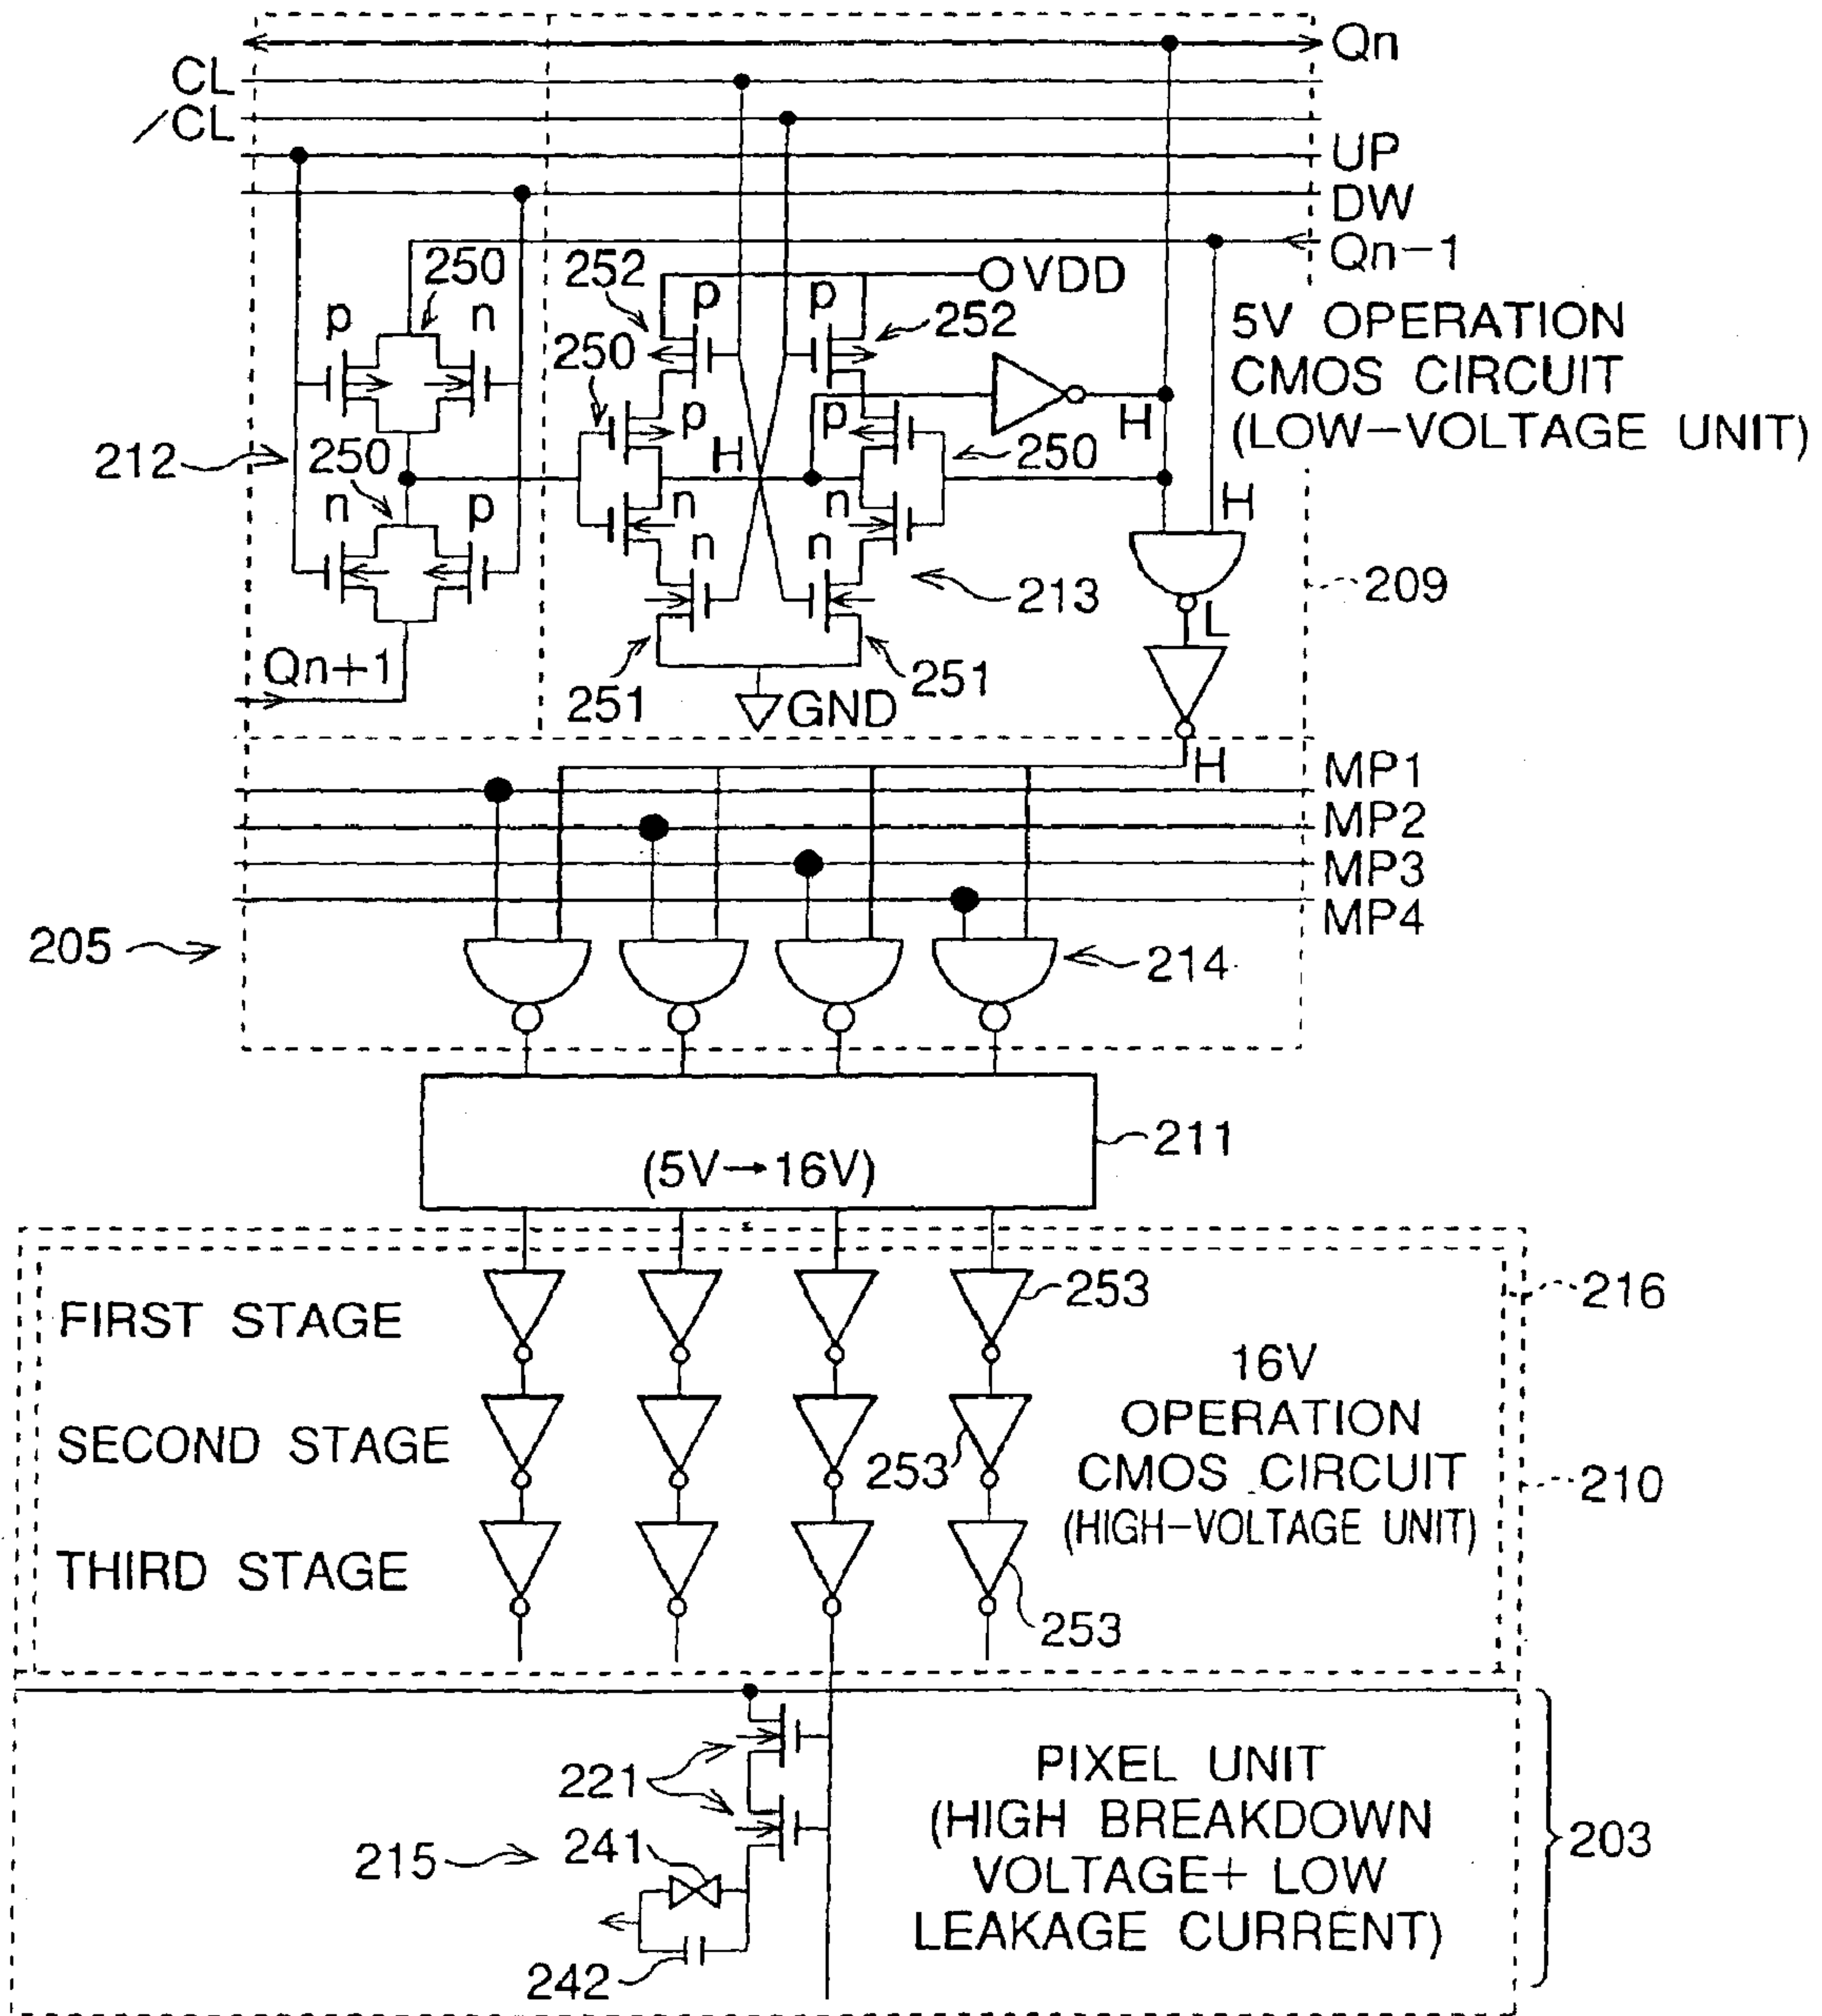 Qn
CL
/CL
UP
DW
Qn-1
250
252
VDD
p
n
p
p
252
5V OPERATION
CMOS CIRCUIT
(LOW-VOLTAGE UNIT)
250
p
p
H
H
212
250
250
n
p
n
n
H
n
n
213
209
L
Qn+1
251
251
GND
H
MP1
MP2
MP3
MP4
205
214
211
(5V→16V)
253
216
FIRST STAGE
16V
OPERATION
SECOND STAGE
253
CMOS CIRCUIT
210
(HIGH-VOLTAGE UNIT)
THIRD STAGE
253
221
PIXEL UNIT
(HIGH BREAKDOWN
VOLTAGE+ LOW
LEAKAGE CURRENT)
203
215
241
242